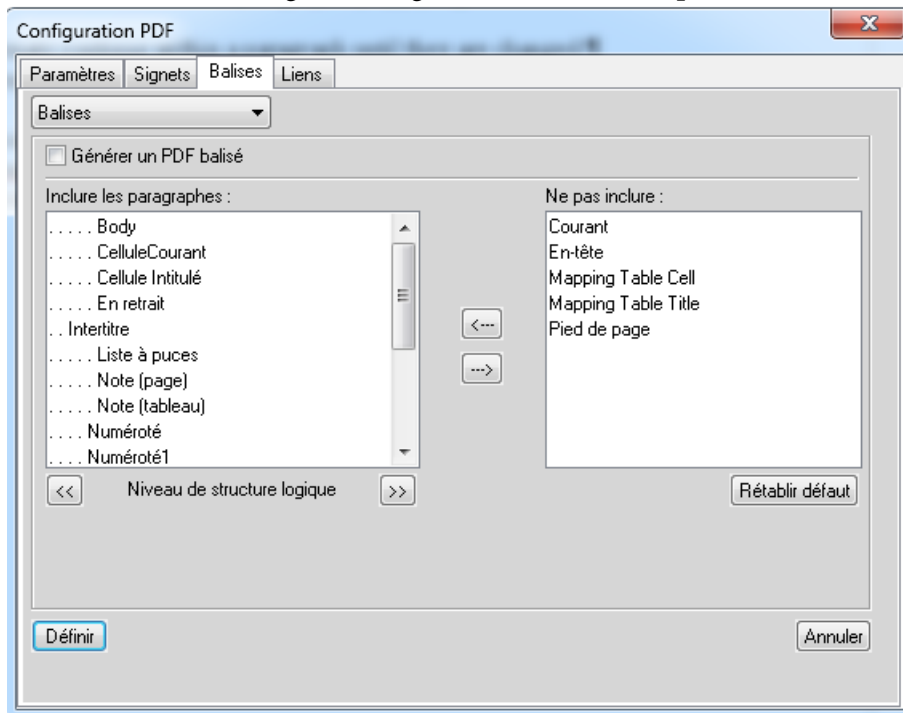 Configuration PDF
Paramètres Signets Balises Liens
Balises
Générer un PDF balisé
Inclure les paragraphes :
Ne pas inclure :
. . . . . Body
. . . . . CelluleCourant
. . . . . Cellule Intitulé
. . . . . En retrait
. . Intertitre
. . . . . Liste à puces
. . . . . Note (page)
. . . . . Note (tableau)
. . . . Numéroté
. . . . Numéroté1
<---
--->
Courant
En-tête
Mapping Table Cell
Mapping Table Title
Pied de page
<< Niveau de structure logique >>
Rétablir défaut
Définir
Annuler